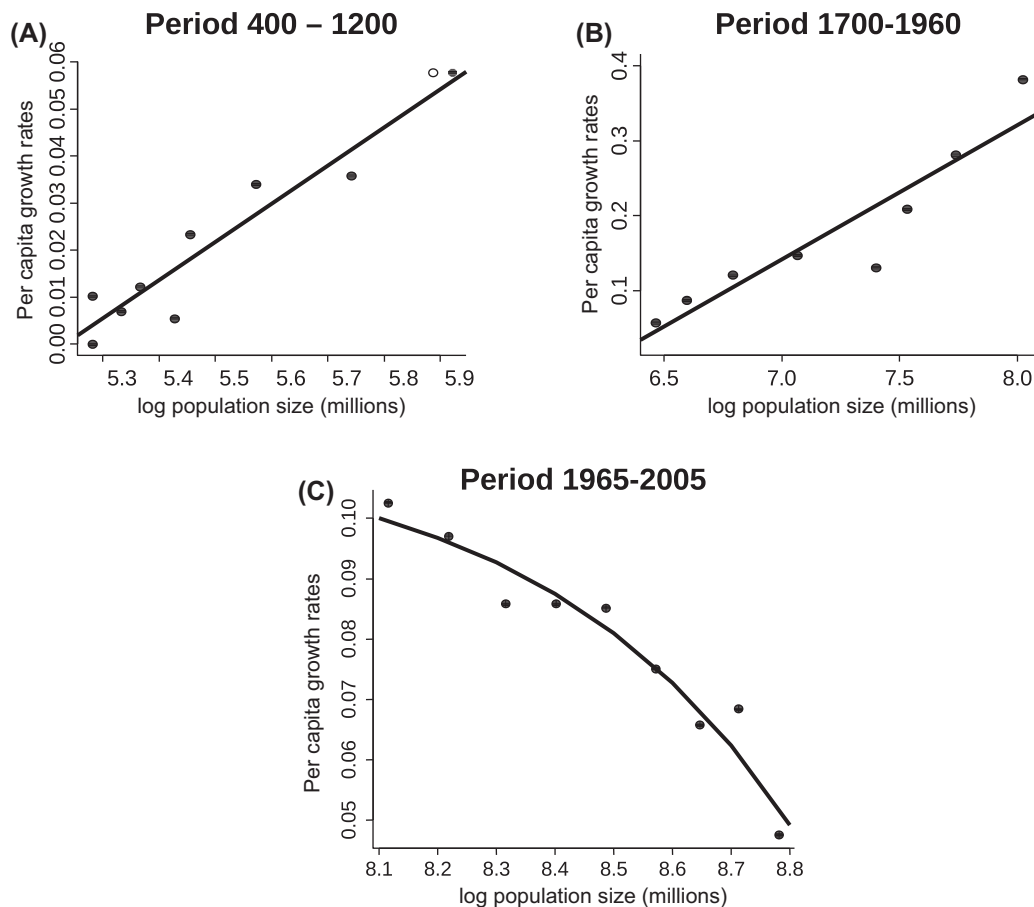 (A)
Period 400 – 1200
Per capita growth rates
0.06
0.05
0.04
0.03
0.02
0.01
0.00
5.3 5.4 5.5 5.6 5.7 5.8 5.9
log population size (millions)
(B)
Period 1700-1960
Per capita growth rates
0.4
0.3
0.2
0.1
6.5 7.0 7.5 8.0
log population size (millions)
(C)
Period 1965-2005
Per capita growth rates
0.10
0.09
0.08
0.07
0.06
0.05
8.1 8.2 8.3 8.4 8.5 8.6 8.7 8.8
log population size (millions)